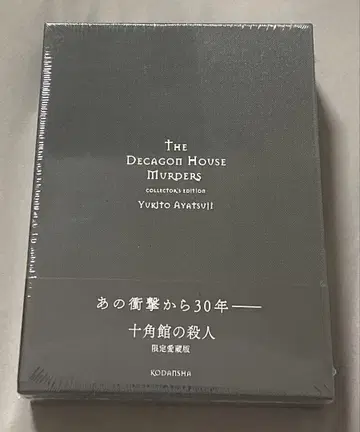 THE
DECAGON HOUSE
MURDERS
COLLECTOR'S EDITION
YUKITO AYATSUJI
あの衝撃から30年――
十角館の殺人
限定愛蔵版
KODANSHA